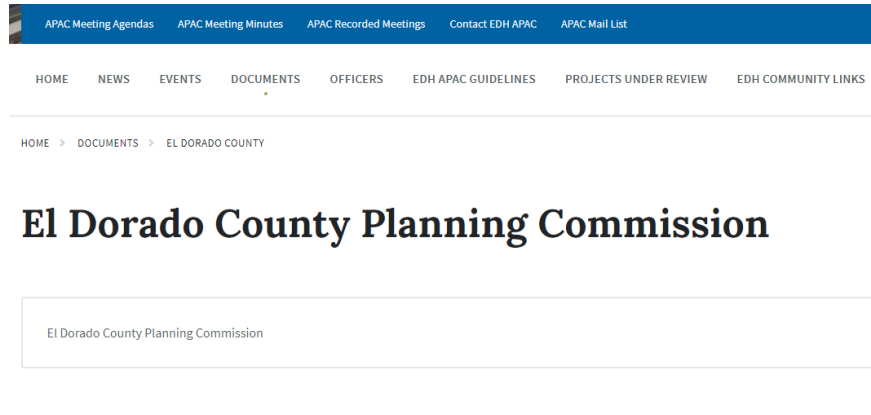 APAC Meeting Agendas APAC Meeting Minutes APAC Recorded Meetings Contact EDH APAC APAC Mail List
HOME NEWS EVENTS DOCUMENTS OFFICERS EDH APAC GUIDELINES PROJECTS UNDER REVIEW EDH COMMUNITY LINKS
HOME > DOCUMENTS > EL DORADO COUNTY
El Dorado County Planning Commission
El Dorado County Planning Commission